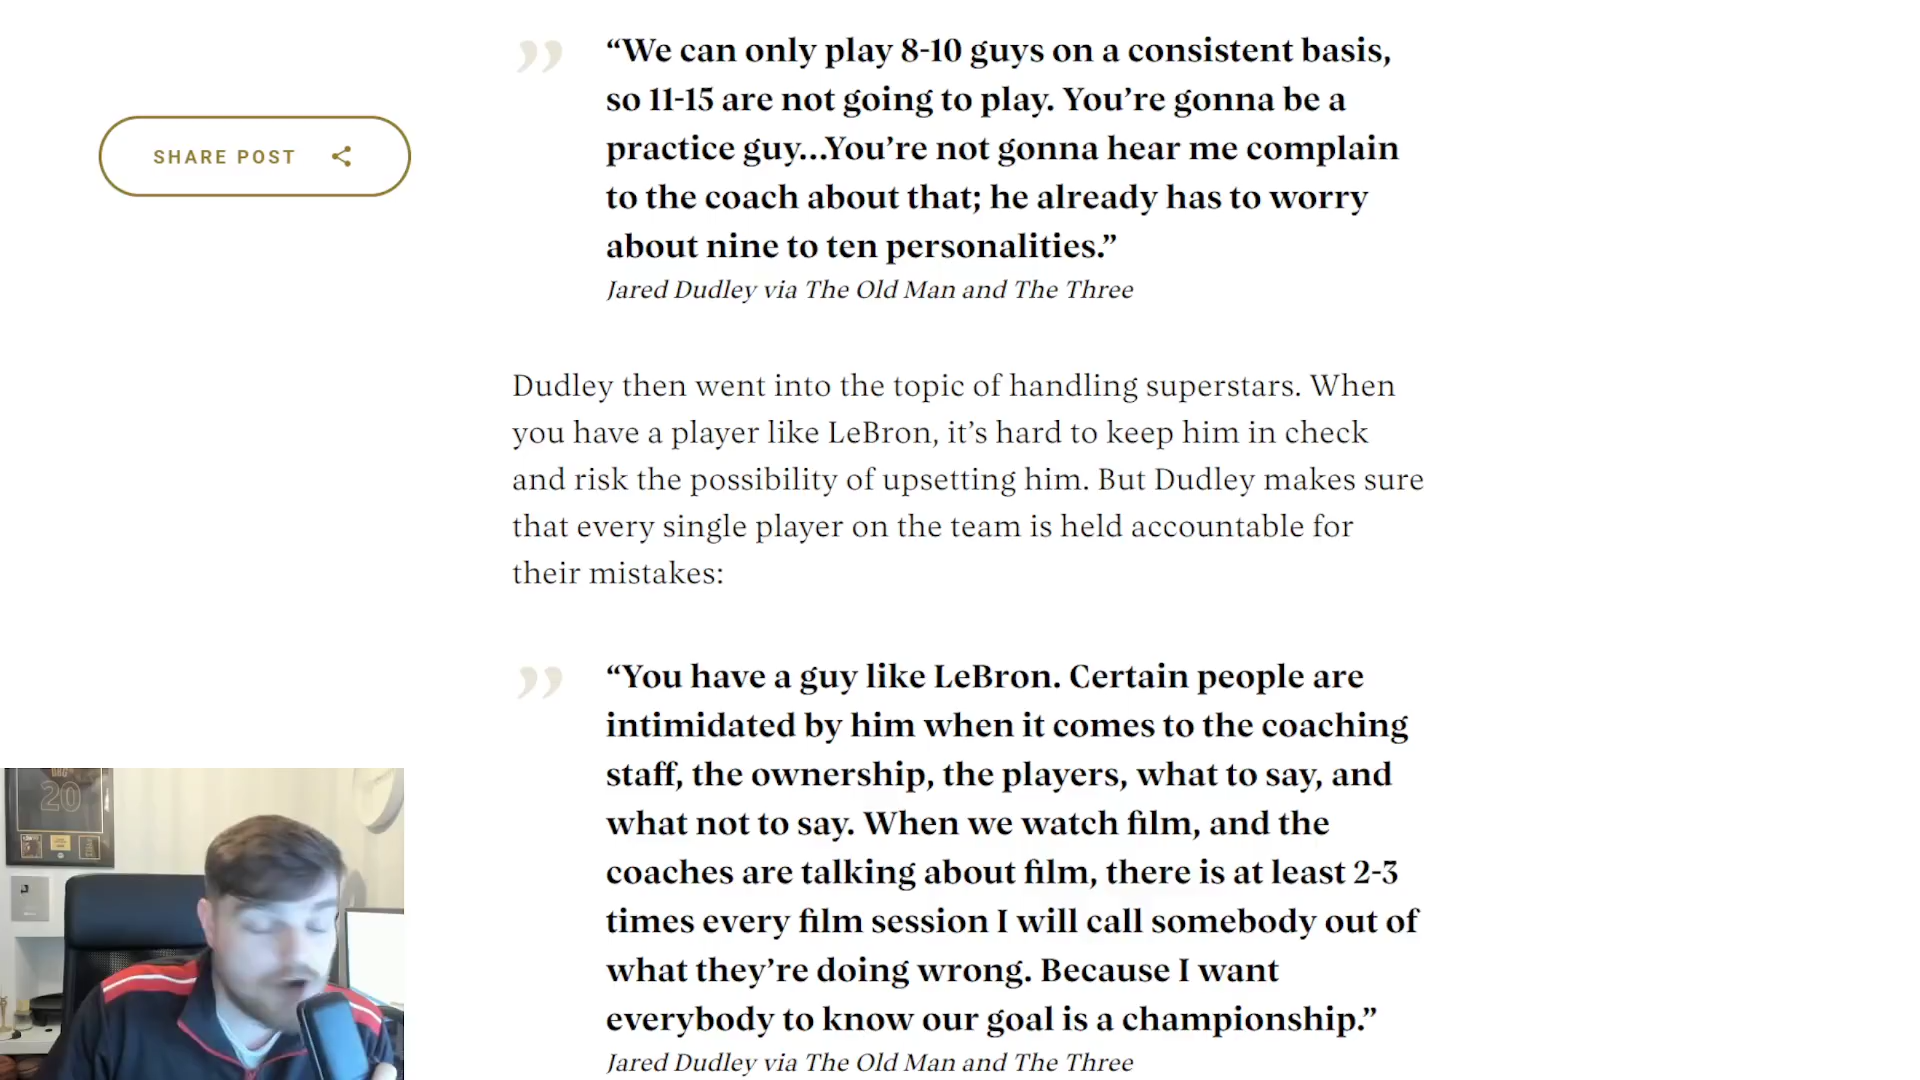 “We can only play 8-10 guys on a consistent basis,
so 11-15 are not going to play. You’re gonna be a
practice guy...You’re not gonna hear me complain
to the coach about that; he already has to worry
about nine to ten personalities.”
Jared Dudley via The Old Man and The Three
SHARE POST
Dudley then went into the topic of handling superstars. When
you have a player like LeBron, it’s hard to keep him in check
and risk the possibility of upsetting him. But Dudley makes sure
that every single player on the team is held accountable for
their mistakes:
“You have a guy like LeBron. Certain people are
intimidated by him when it comes to the coaching
staff, the ownership, the players, what to say, and
what not to say. When we watch film, and the
coaches are talking about film, there is at least 2-3
times every film session I will call somebody out of
what they’re doing wrong. Because I want
everybody to know our goal is a championship.”
Jared Dudley via The Old Man and The Three
20